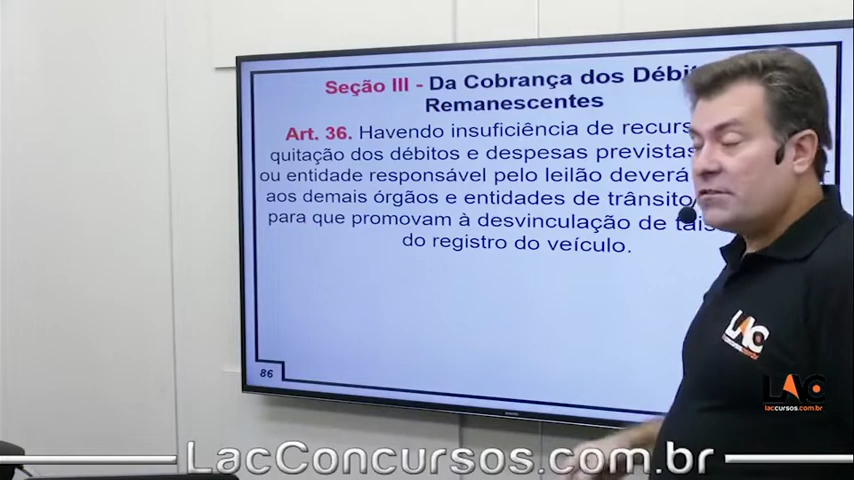 Seção III - Da Cobrança dos
Remanescentes
Art. 36. Havendo insuficiência de
quitação dos débitos e despesas previstas
ou entidade responsável pelo leilão deverá
aos demais órgãos e entidades de trânsito
para que promovam à desvinculação de tais
do registro do veículo.
86
LAC
LAC
laccursos.com.br
LacConcursos.com.br